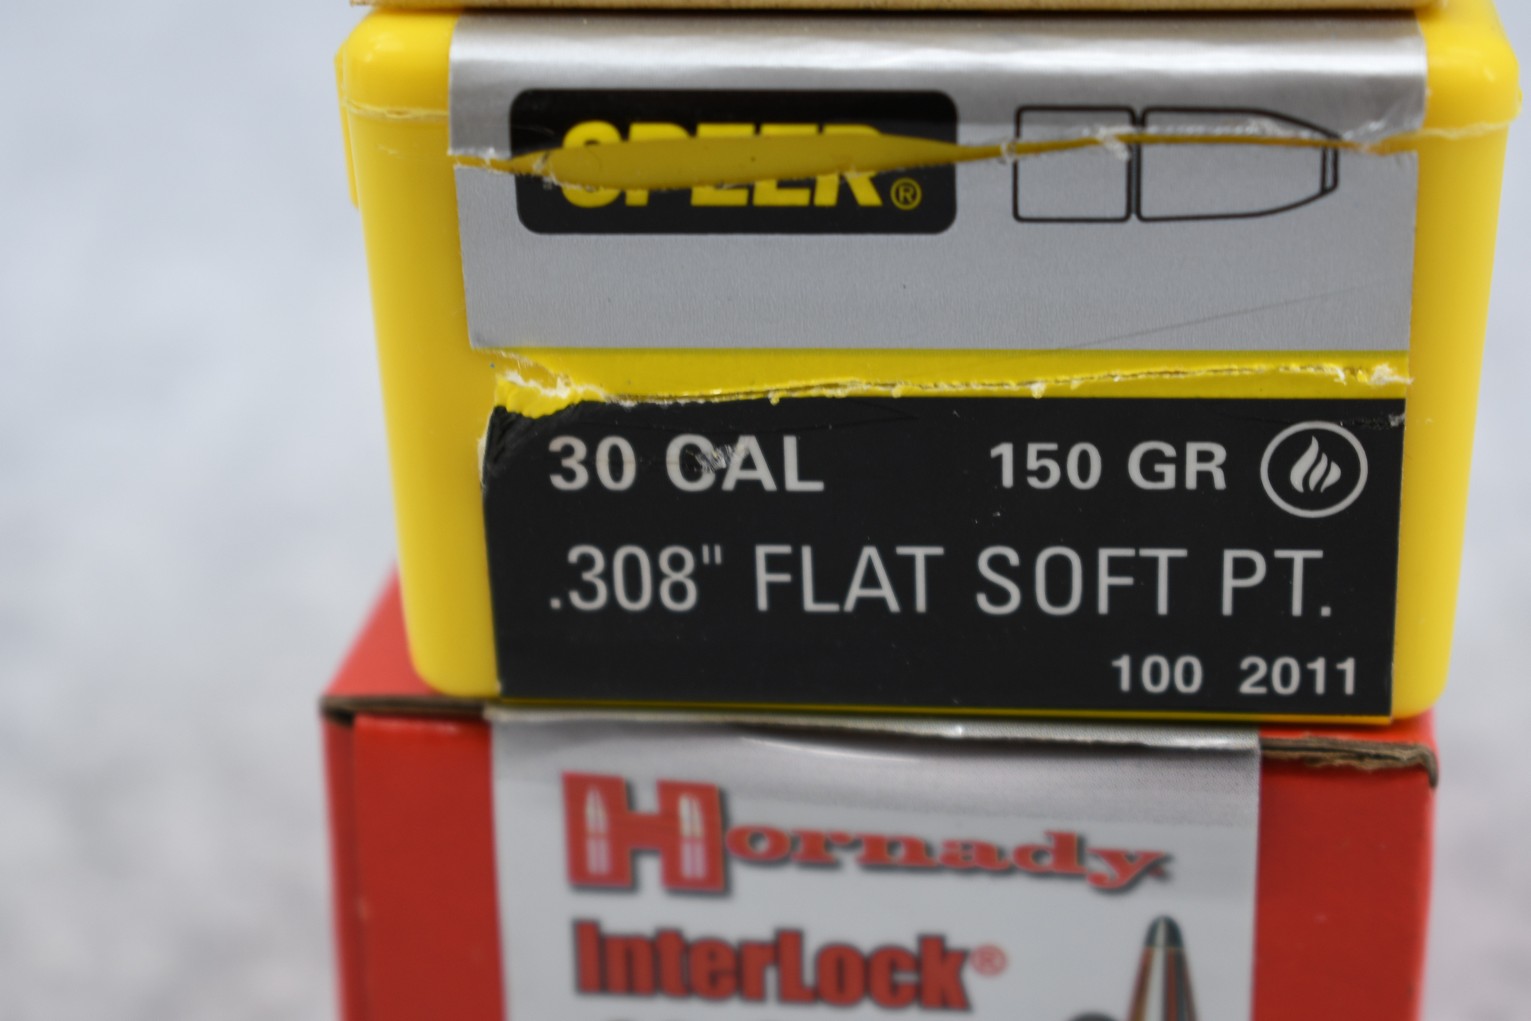 SPEER®
30 CAL 150 GR
.308" FLAT SOFT PT.
100 2011
Hornady
InterLock®